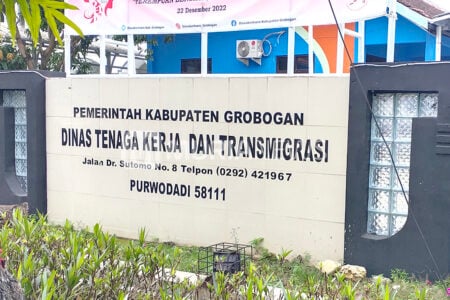 22 Desember 2022
PEMERINTAH KABUPATEN GROBOGAN
DINAS TENAGA KERJA DAN TRANSMIGRASI
Jalan Dr. Sutomo No. 8 Telpon (0292) 421967
PURWODADI 58111